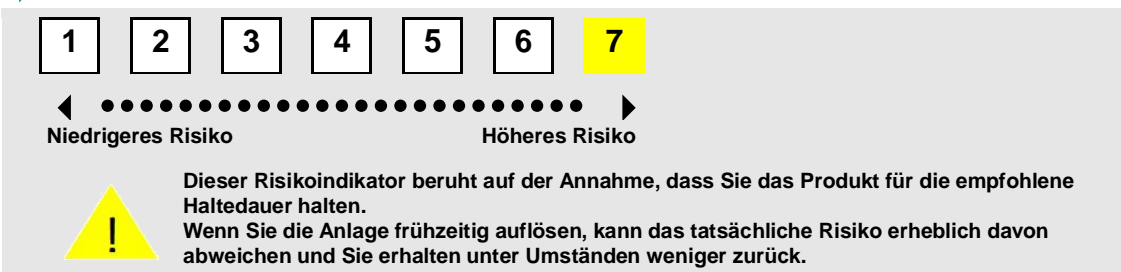 1 2 3 4 5 6 7
Niedrigeres Risiko Höheres Risiko
!
Dieser Risikoindikator beruht auf der Annahme, dass Sie das Produkt für die empfohlene
Haltedauer halten.
Wenn Sie die Anlage frühzeitig auflösen, kann das tatsächliche Risiko erheblich davon
abweichen und Sie erhalten unter Umständen weniger zurück.